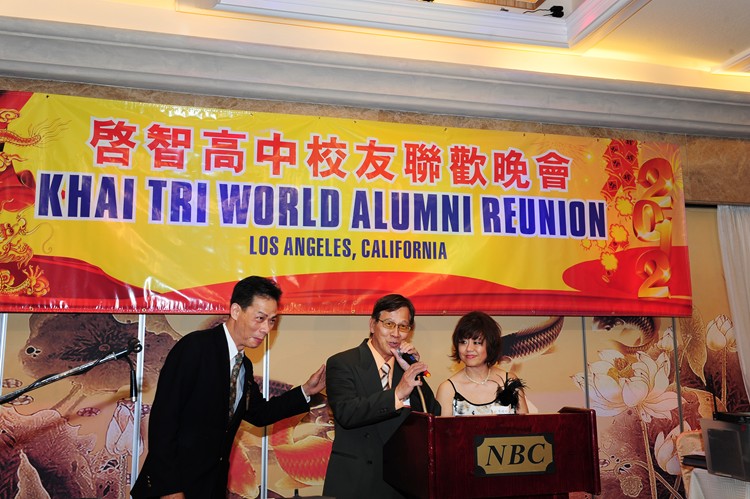 啓智高中校友聯歡晚會
KHAI TRI WORLD ALUMNI REUNION
LOS ANGELES, CALIFORNIA
2012
NBC